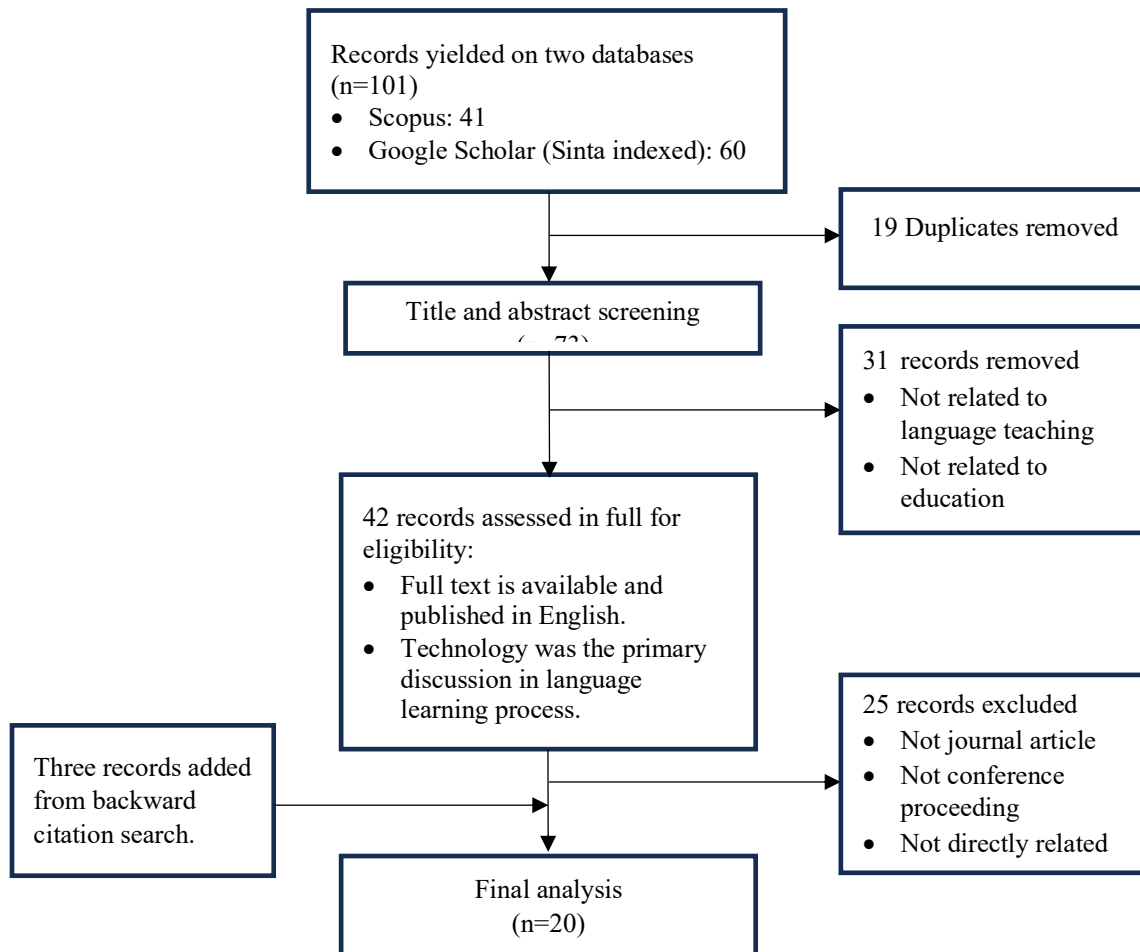 Records yielded on two databases
(n=101)
• Scopus: 41
• Google Scholar (Sinta indexed): 60
19 Duplicates removed
Title and abstract screening
(n=73)
31 records removed
• Not related to
language teaching
• Not related to
education
42 records assessed in full for
eligibility:
• Full text is available and
published in English.
• Technology was the primary
discussion in language
learning process.
25 records excluded
• Not journal article
• Not conference
proceeding
• Not directly related
Three records added
from backward
citation search.
Final analysis
(n=20)